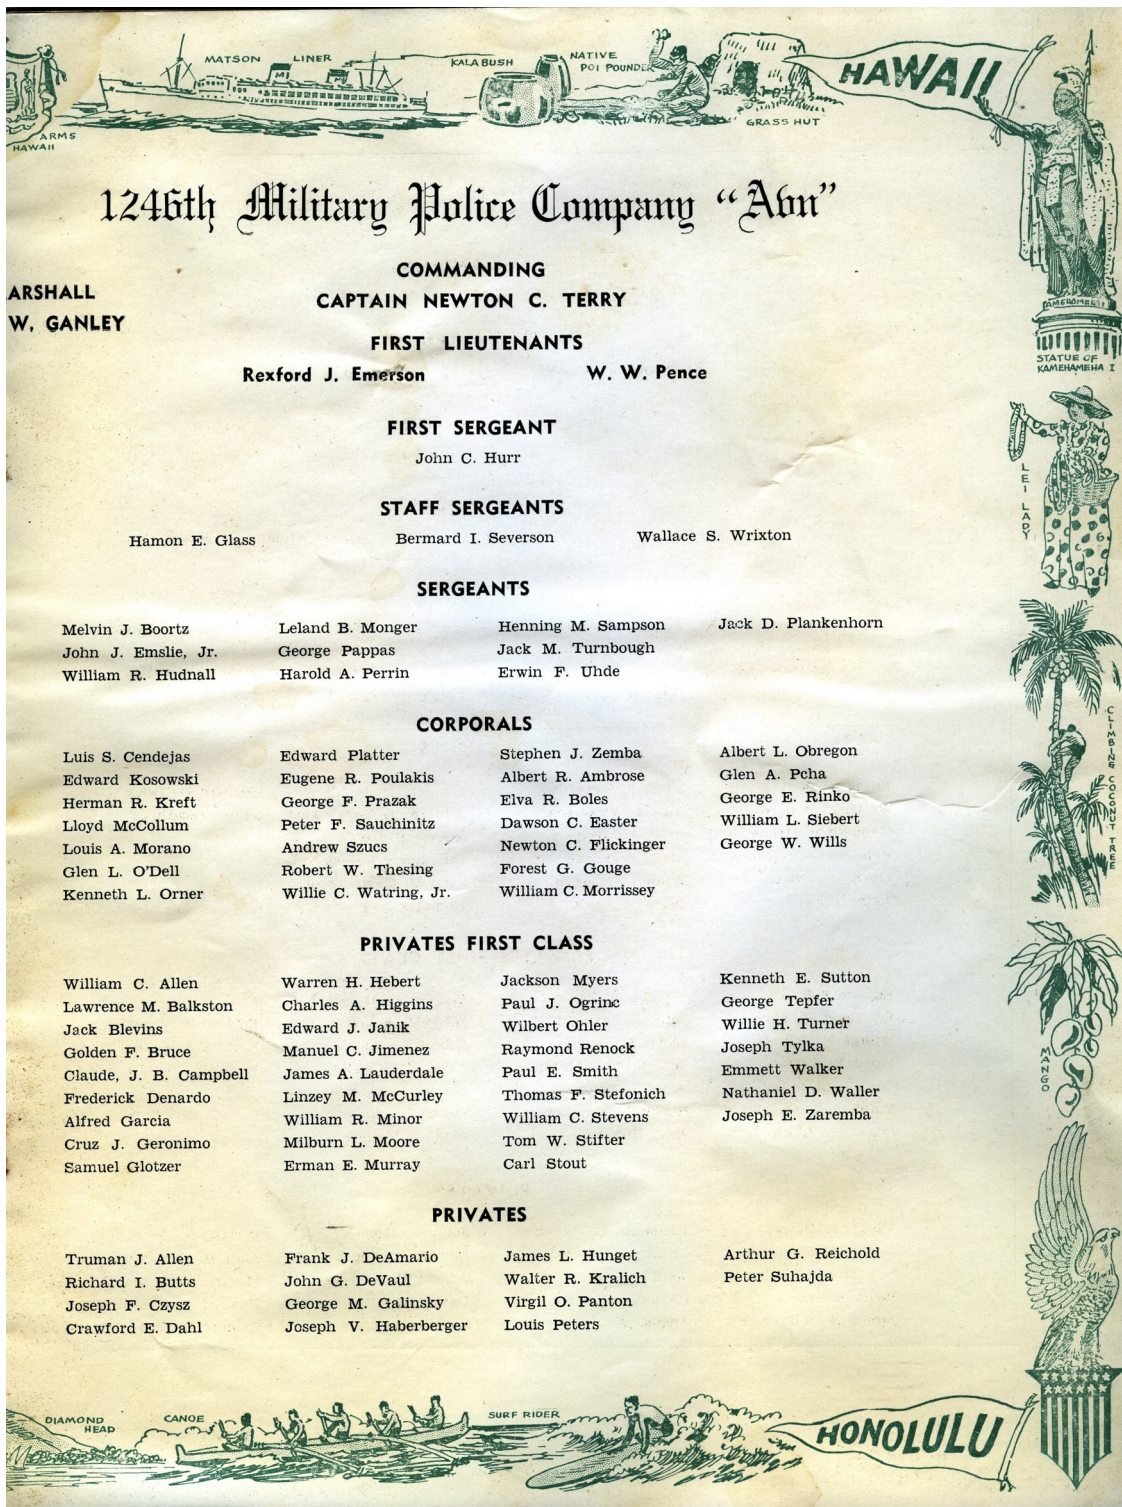 MATSON LINER
KALABUSH
NATIVE
POI POUNDER
GRASS HUT
HAWAII
ARMS
HAWAII
1246th Military Police Company "Avn"
ARSHALL
W. GANLEY
COMMANDING
CAPTAIN NEWTON C. TERRY
FIRST LIEUTENANTS
Rexford J. Emerson W. W. Pence
KAMEHAMEHA I
STATUE OF
KAMEHAMEHA I
FIRST SERGEANT
John C. Hurr
LEI LADY
STAFF SERGEANTS
Hamon E. Glass Bermard I. Severson Wallace S. Wrixton
SERGEANTS
Melvin J. Boortz Leland B. Monger Henning M. Sampson Jack D. Plankenhorn
John J. Emslie, Jr. George Pappas Jack M. Turnbough
William R. Hudnall Harold A. Perrin Erwin F. Uhde
CLIMBING COCONUT TREE
CORPORALS
Luis S. Cendejas Edward Platter Stephen J. Zemba Albert L. Obregon
Edward Kosowski Eugene R. Poulakis Albert R. Ambrose Glen A. Pcha
Herman R. Kreft George F. Prazak Elva R. Boles George E. Rinko
Lloyd McCollum Peter F. Sauchinitz Dawson C. Easter William L. Siebert
Louis A. Morano Andrew Szucs Newton C. Flickinger George W. Wills
Glen L. O'Dell Robert W. Thesing Forest G. Gouge
Kenneth L. Orner Willie C. Watring, Jr. William C. Morrissey
PRIVATES FIRST CLASS
William C. Allen Warren H. Hebert Jackson Myers Kenneth E. Sutton
Lawrence M. Balkston Charles A. Higgins Paul J. Ogrinc George Tepfer
Jack Blevins Edward J. Janik Wilbert Ohler Willie H. Turner
Golden F. Bruce Manuel C. Jimenez Raymond Renock Joseph Tylka
Claude, J. B. Campbell James A. Lauderdale Paul E. Smith Emmett Walker
Frederick Denardo Linzey M. McCurley Thomas F. Stefonich Nathaniel D. Waller
Alfred Garcia William R. Minor William C. Stevens Joseph E. Zaremba
Cruz J. Geronimo Milburn L. Moore Tom W. Stifter
Samuel Glotzer Erman E. Murray Carl Stout
MANGO
PRIVATES
Truman J. Allen Frank J. DeAmario James L. Hunget Arthur G. Reichold
Richard I. Butts John G. DeVaul Walter R. Kralich Peter Suhajda
Joseph F. Czysz George M. Galinsky Virgil O. Panton
Crawford E. Dahl Joseph V. Haberberger Louis Peters
DIAMOND
HEAD
CANOE
SURF RIDER
HONOLULU